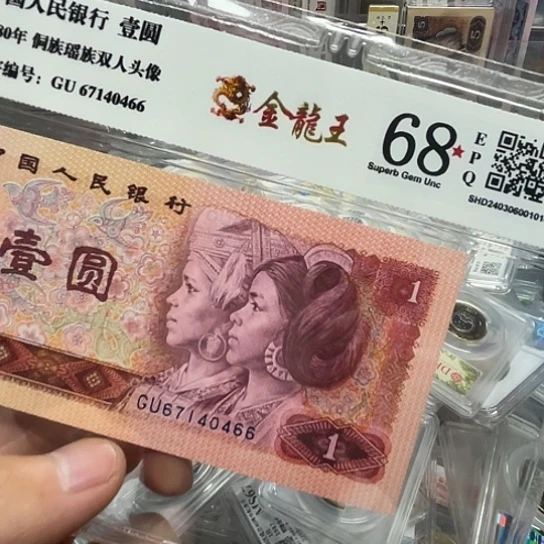 国人民银行 壹圆
80年 侗族瑶族双人头像
编号: GU 67140466
金龍王
68★
Superb Gem Unc
E
P
Q
SHD2403060010
中国人民银行
壹圆
1
GU67140466
1